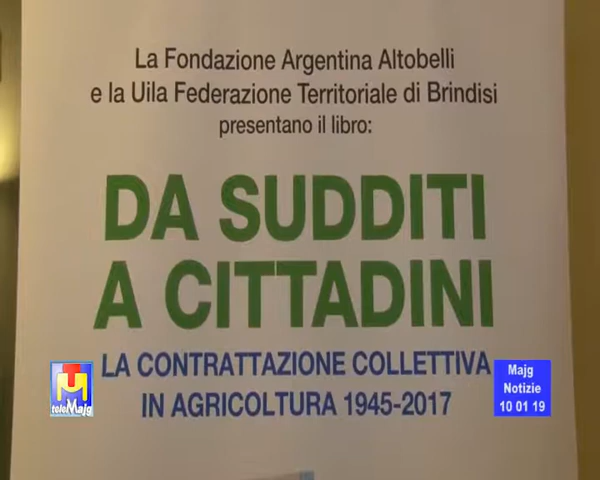 La Fondazione Argentina Altobelli
e la Uila Federazione Territoriale di Brindisi
presentano il libro:
DA SUDDITI
A CITTADINI
LA CONTRATTAZIONE COLLETTIVA
IN AGRICOLTURA 1945-2017
teleMajg
Majg
Notizie
10 01 19